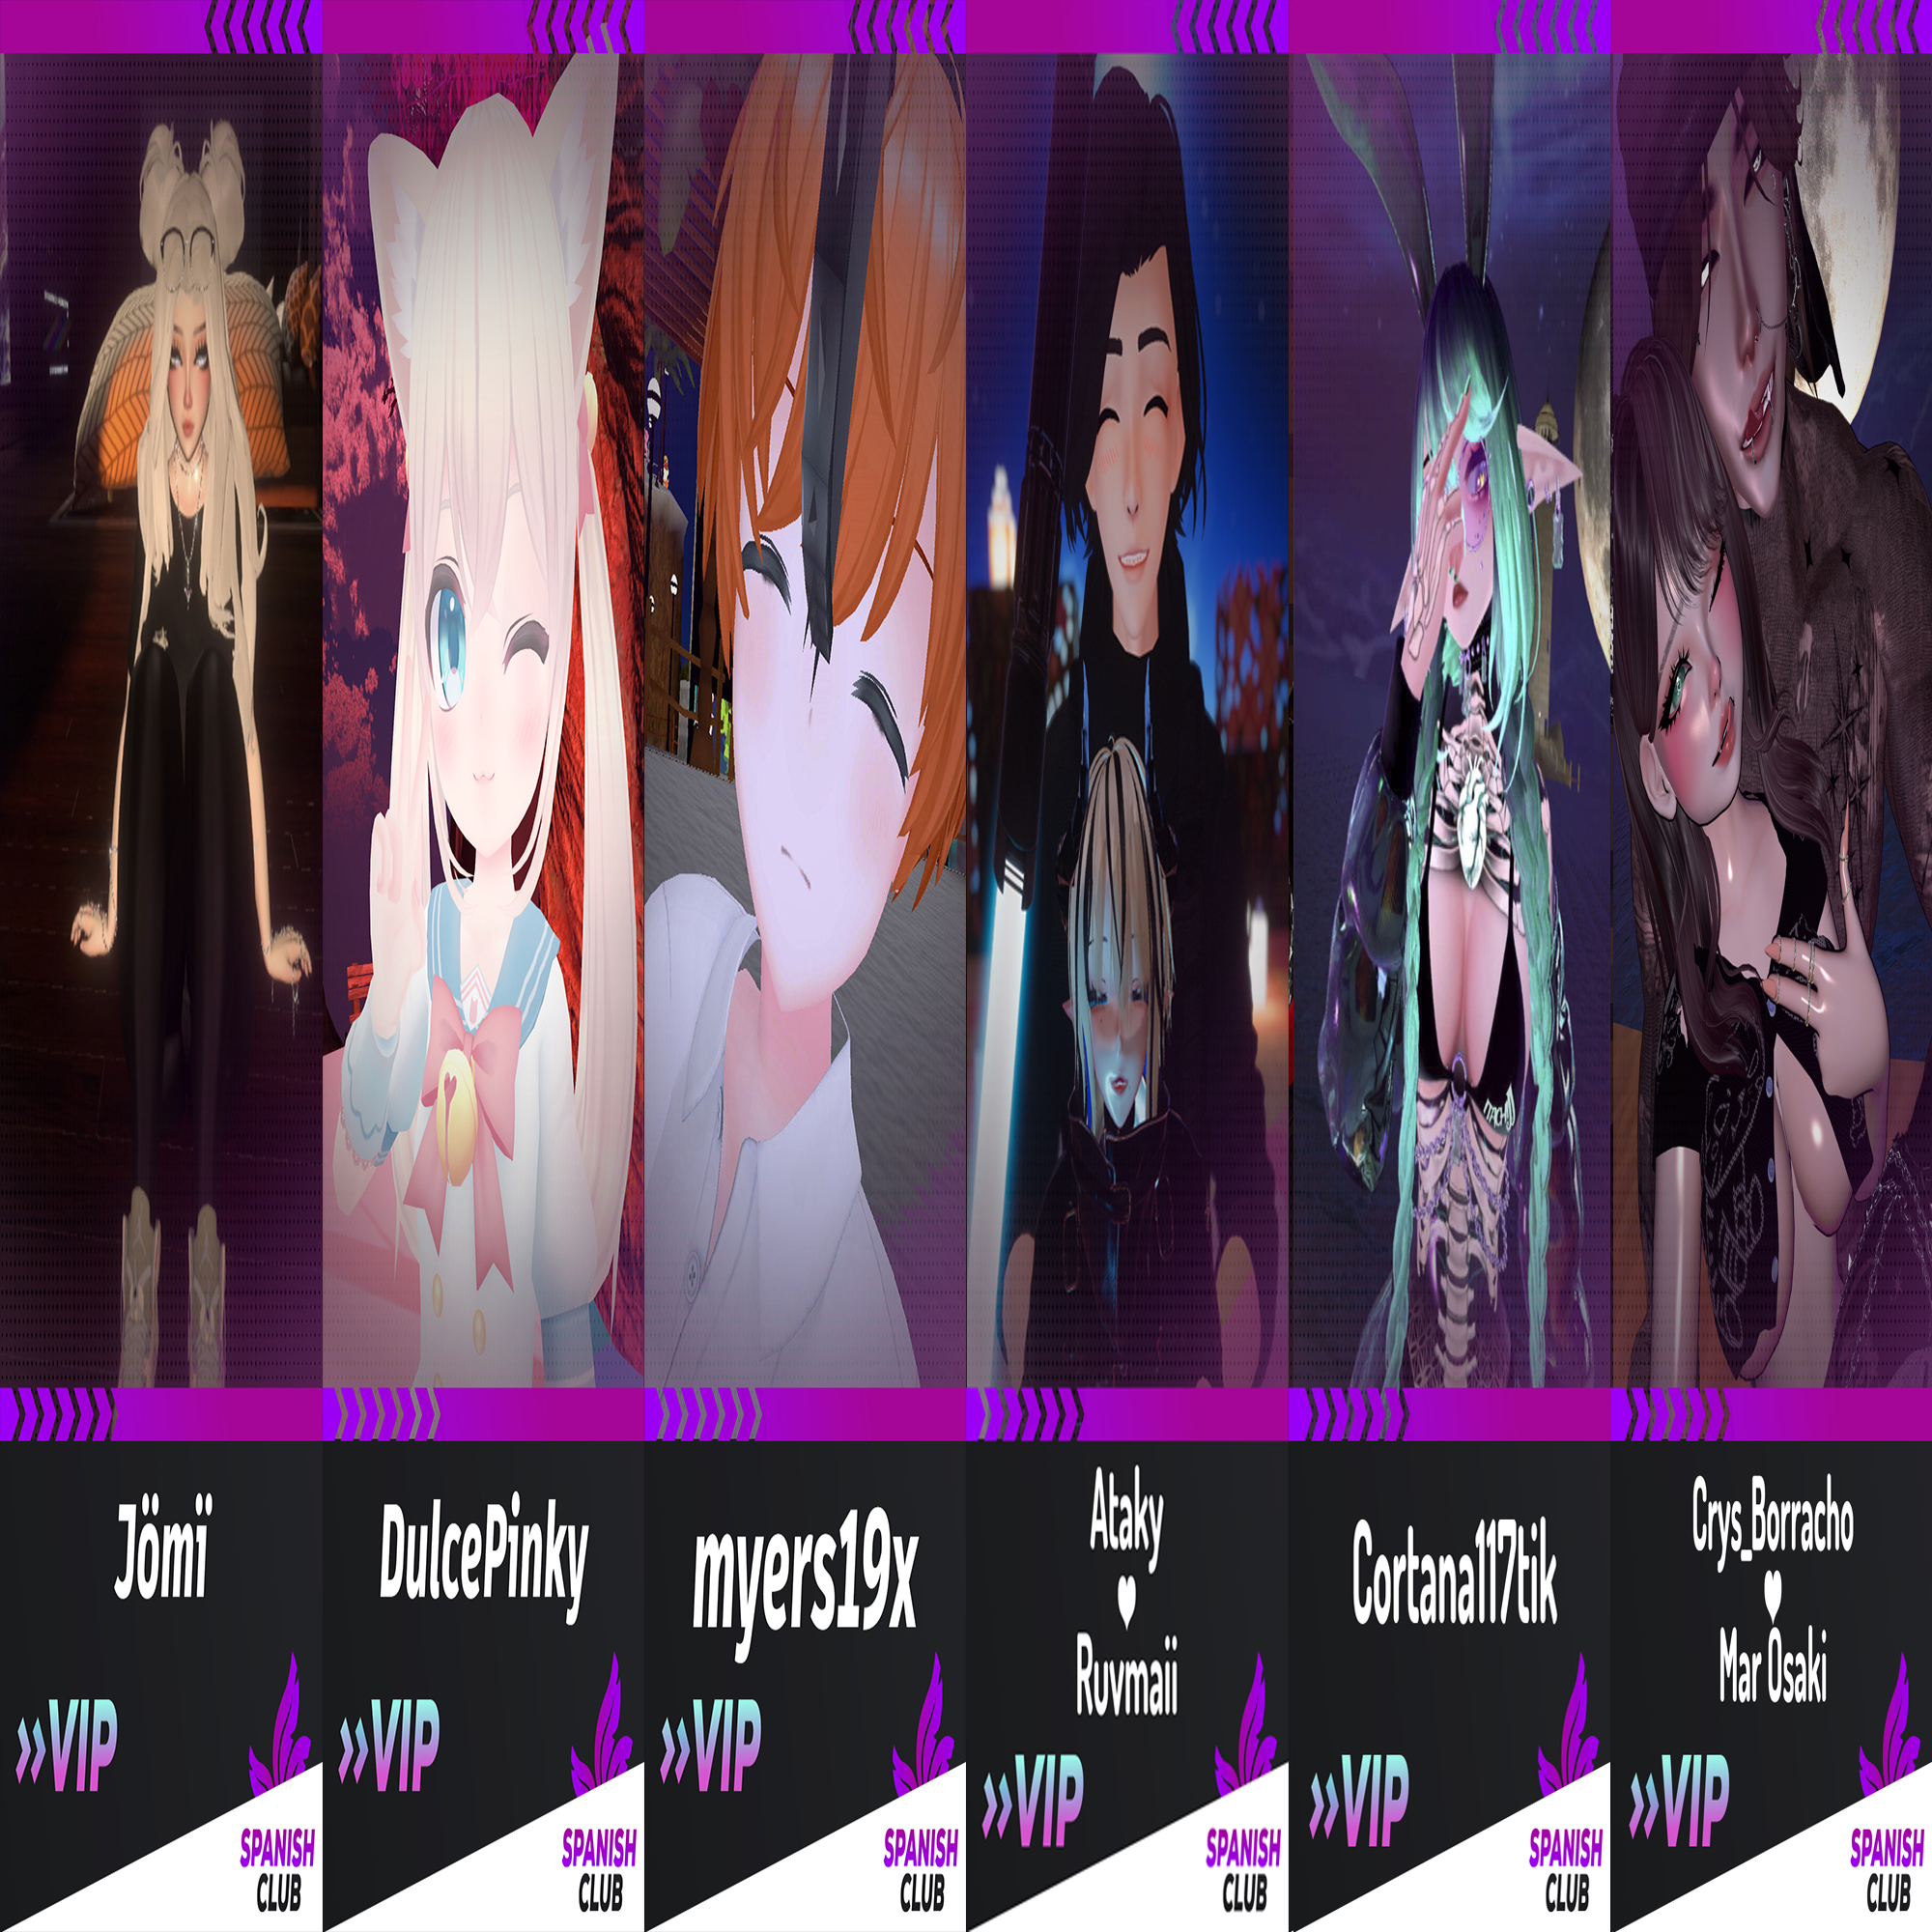 Jömï
»VIP
SPANISH
CLUB
DulcePinky
»VIP
SPANISH
CLUB
myers19x
»VIP
SPANISH
CLUB
Ataky
♥
Ruvmaii
»VIP
SPANISH
CLUB
Cortana117tik
»VIP
SPANISH
CLUB
Crys_Borracho
♥
Mar Osaki
»VIP
SPANISH
CLUB